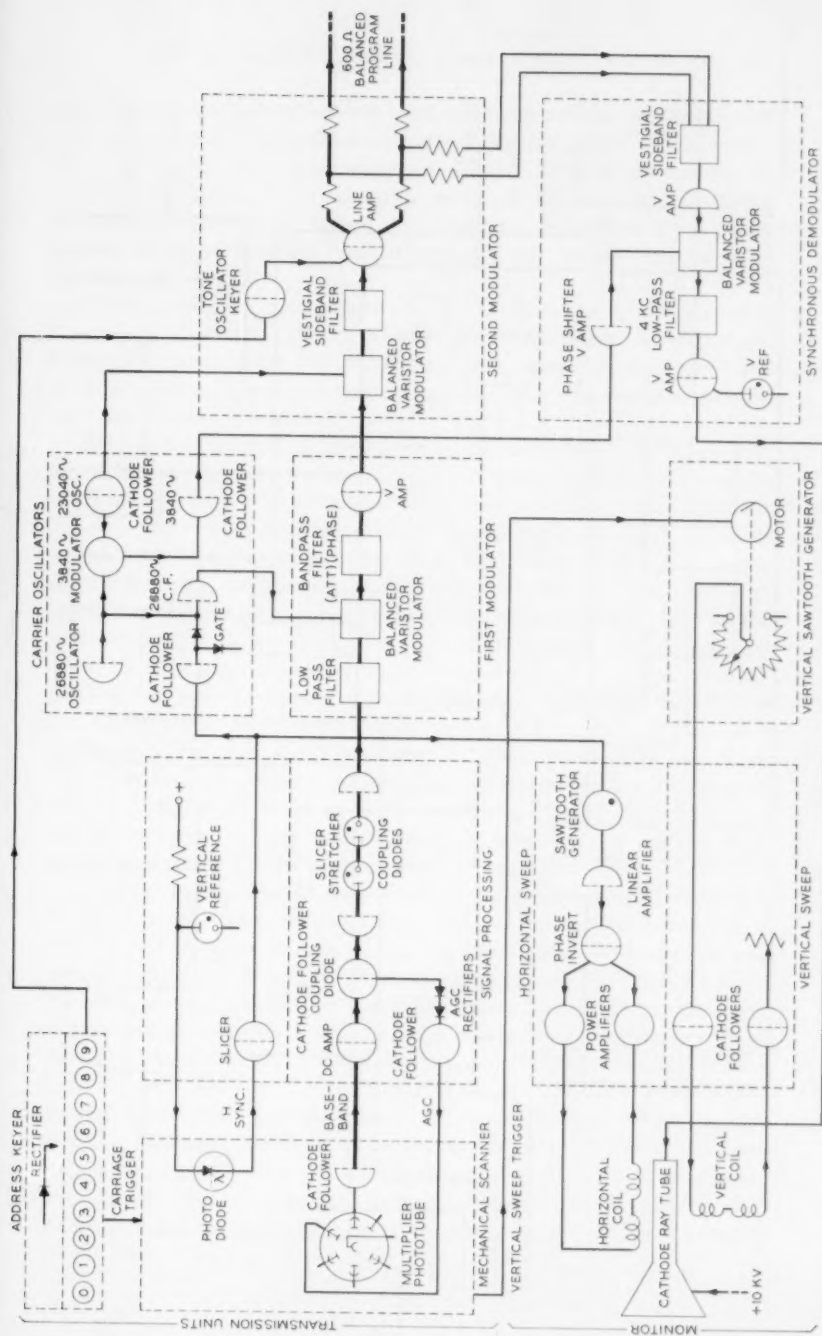 TRANSMISSION UNITS
ADDRESS KEYER
RECTIFIER
0 1 2 3 4 5 6 7 8 9
CARRIAGE
TRIGGER
PHOTO
DIODE
λ
H
SYNC.
SLICER
VERTICAL
REFERENCE
+
CATHODE
FOLLOWER
MULTIPLIER
PHOTOTUBE
MECHANICAL SCANNER
BASE-
BAND
AGC
DC AMP
CATHODE FOLLOWER
COUPLING
DIODE
CATHODE
FOLLOWER
AGC
RECTIFIERS
SLICER
STRETCHER
COUPLING
DIODES
SIGNAL PROCESSING
CARRIER OSCILLATORS
26880~
OSCILLATOR
3840~
MODULATOR
23040~
OSC.
CATHODE
FOLLOWER
CATHODE
FOLLOWER
GATE
26880~
C.F.
3840~
CATHODE
FOLLOWER
LOW
PASS
FILTER
BALANCED
VARISTOR
MODULATOR
BANDPASS
FILTER
(ATT)(PHASE)
V
AMP
FIRST MODULATOR
TONE
OSCILLATOR
KEYER
BALANCED
VARISTOR
MODULATOR
VESTIGIAL
SIDEBAND
FILTER
LINE
AMP
SECOND MODULATOR
600 Ω
BALANCED
PROGRAM
LINE
MONITOR
VERTICAL SWEEP TRIGGER
CATHODE RAY TUBE
+10 KV
HORIZONTAL
COIL
VERTICAL
COIL
HORIZONTAL SWEEP
POWER
AMPLIFIERS
PHASE
INVERT
LINEAR
AMPLIFIER
SAWTOOTH
GENERATOR
CATHODE
FOLLOWERS
VERTICAL SWEEP
MOTOR
VERTICAL SAWTOOTH GENERATOR
PHASE SHIFTER
V AMP
V
AMP
V
REF
4 KC
LOW-PASS
FILTER
BALANCED
VARISTOR
MODULATOR
V
AMP
VESTIGIAL
SIDEBAND
FILTER
SYNCHRONOUS DEMODULATOR